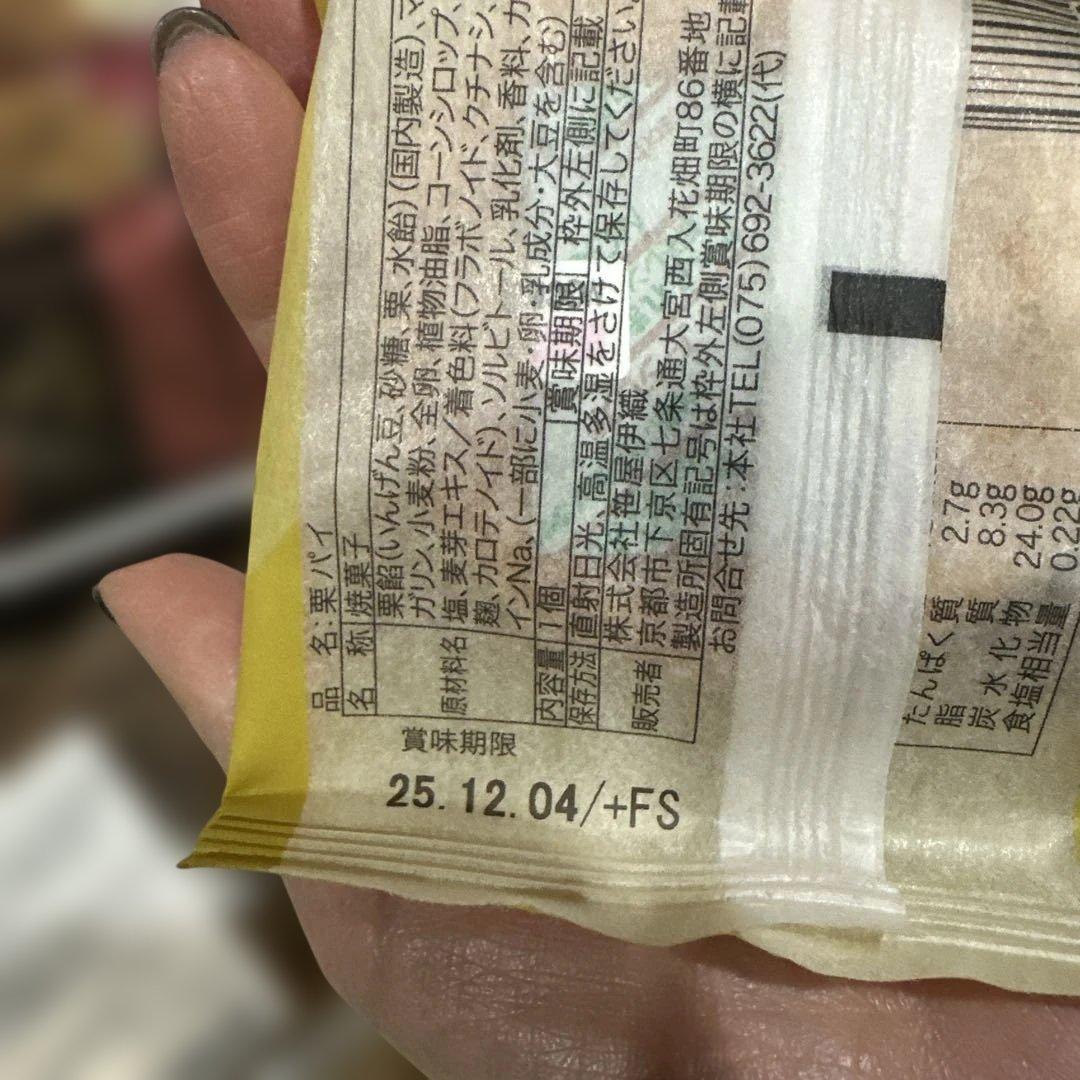 品 名:栗パイ
名 称 焼菓子
原材料名 栗餡(いんげん豆、砂糖、栗、水飴)(国内製造)、マ
ガリン、小麦粉、全卵、植物油脂、コーンシロップ、
塩、麦芽エキス/着色料(フラボノイド、クチナシ、
麹、カロテノイド)、ソルビトール、乳化剤、香料、カ
インNa、(一部に小麦・卵・乳成分・大豆を含む)
内容量 1個 賞味期限 枠外左側に記載
保存方法 直射日光、高温多湿をさけて保存してください。
販売者 株式会社笹屋伊織
京都市下京区七条通大宮西入花畑町86番地
製造所固有記号は枠外左側賞味期限の横に記載
お問合せ先:本社TEL(075)692-3622(代)
賞味期限
25.12.04/+FS
たんぱく質 2.7g
脂質 8.3g
炭水化物 24.0g
食塩相当量 0.22g